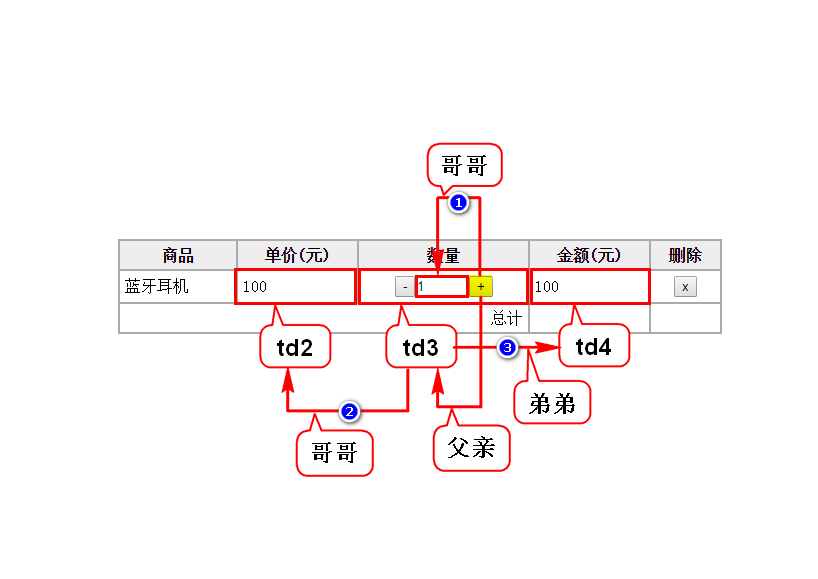 哥哥
1
商品 单价(元) 数量 金额(元) 删除
蓝牙耳机 100 - 1 + 100 x
总计
td2 td3 3 td4
弟弟
2
哥哥 父亲